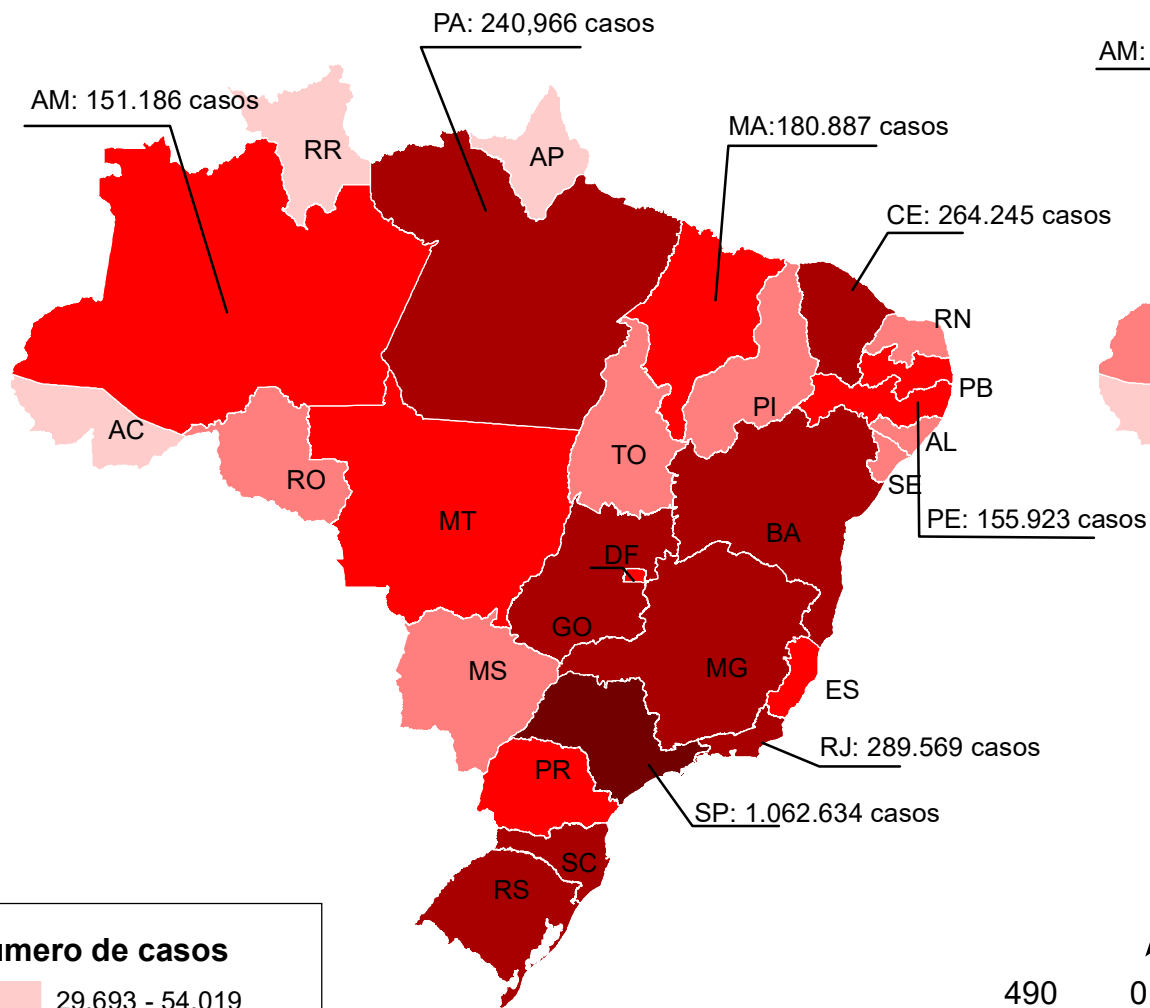 PA: 240,966 casos
AM:
AM: 151.186 casos
MA:180.887 casos
RR
AP
CE: 264.245 casos
RN
PB
PI
AC
AL
TO
RO
SE
MT
PE: 155.923 casos
BA
DF
GO
MG
MS
ES
RJ: 289.569 casos
PR
SP: 1.062.634 casos
SC
RS
úmero de casos
29.693 - 54.019
490
0